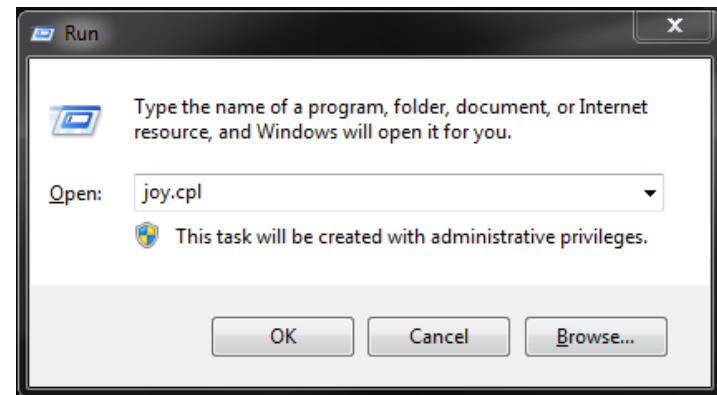 Run
x
Type the name of a program, folder, document, or Internet
resource, and Windows will open it for you.
Open: joy.cpl
This task will be created with administrative privileges.
OK Cancel Browse...